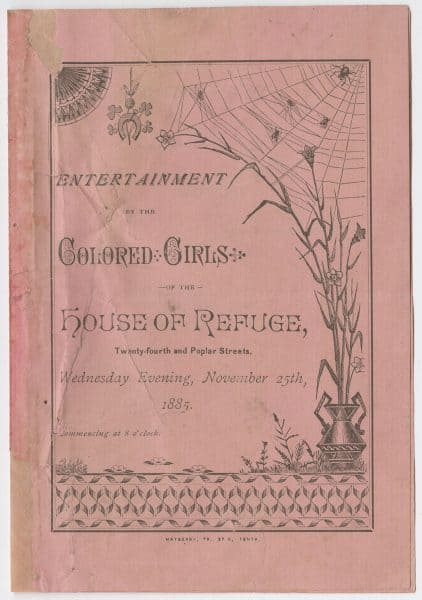 ENTERTAINMENT
BY THE
COLORED GIRLS
—OF THE—
HOUSE OF REFUGE,
Twenty-fourth and Poplar Streets.
Wednesday Evening, November 25th,
1885.
Commencing at 8 o'clock.